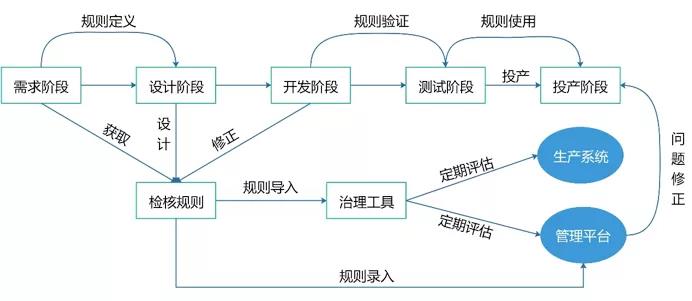 规则定义
规则验证
规则使用
需求阶段
设计阶段
开发阶段
测试阶段
投产
投产阶段
获取
设计
修正
问题修正
生产系统
检核规则
规则导入
治理工具
定期评估
定期评估
管理平台
规则录入